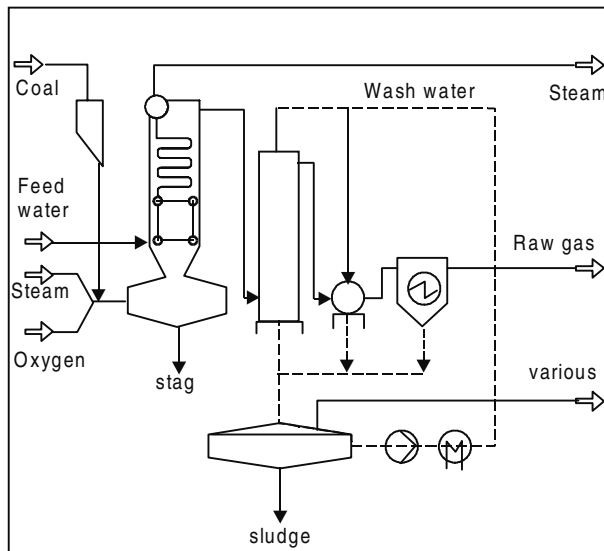 Coal
Wash water
Steam
Feed
water
Raw gas
Steam
Oxygen
stag
various
sludge